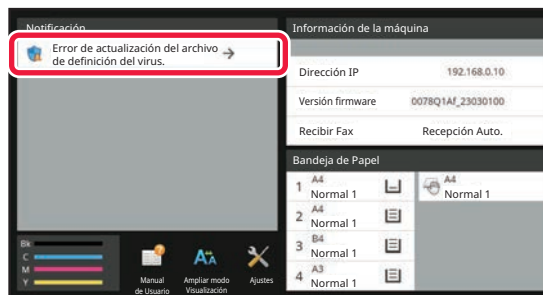 Notificación
Error de actualización del archivo
de definición del virus.
Información de la máquina
Dirección IP 192.168.0.10
Versión firmware 0078Q1Af_23030100
Recibir Fax Recepción Auto.
Bandeja de Papel
1 A4
Normal 1
A4
Normal 1
2 A4
Normal 1
3 B4
Normal 1
4 A3
Normal 1
Bk
C
M
Y
Manual
de Usuario
Ampliar modo
Visualización
Ajustes